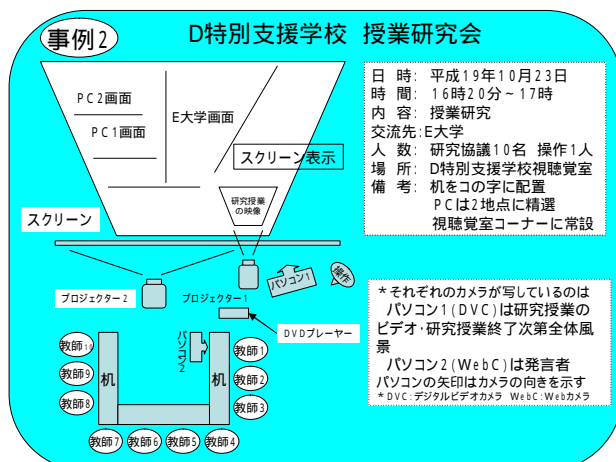 事例2
D特別支援学校 授業研究会
PC2画面
PC1画面
E大学画面
スクリーン表示
研究授業
の映像
スクリーン
プロジェクター2
プロジェクター1
パソコン1
操作
DVDプレーヤー
パソコン2
机
机
教師10
教師9
教師8
教師7
教師6
教師5
教師4
教師1
教師2
教師3
日 時: 平成19年10月23日
時 間: 16時20分~17時
内 容: 授業研究
交流先:E大学
人 数: 研究協議10名 操作1人
場 所: D特別支援学校視聴覚室
備 考: 机をコの字に配置
PCは2地点に精選
視聴覚室コーナーに常設
*それぞれのカメラが写しているのは
パソコン1(DVC)は研究授業の
ビデオ・研究授業終了次第全体風
景
パソコン2(WebC)は発言者
パソコンの矢印はカメラの向きを示す
*DVC:デジタルビデオカメラ WebC:Webカメラ